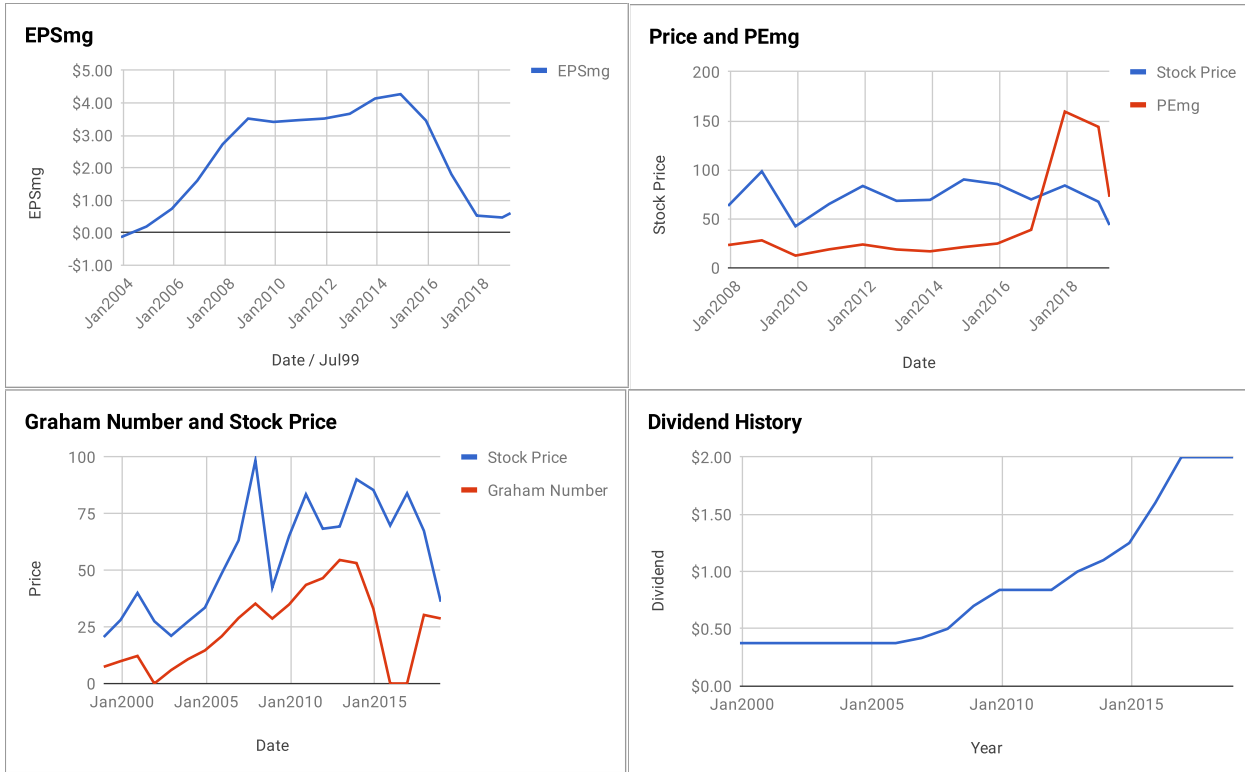 EPSmg
$5.00
$4.00
$3.00
$2.00
$1.00
$0.00
-$1.00
EPSmg
Jan2004
Jan2006
Jan2008
Jan2010
Jan2012
Jan2014
Jan2016
Jan2018
Date / Jul99
EPSmg
Price and PEmg
200
150
100
50
0
Stock Price
Jan2008
Jan2010
Jan2012
Jan2014
Jan2016
Jan2018
Date
Stock Price
PEmg
Graham Number and Stock Price
100
75
50
25
0
Price
Jan2000
Jan2005
Jan2010
Jan2015
Date
Stock Price
Graham Number
Dividend History
$2.00
$1.50
$1.00
$0.50
$0.00
Dividend
Jan2000
Jan2005
Jan2010
Jan2015
Year